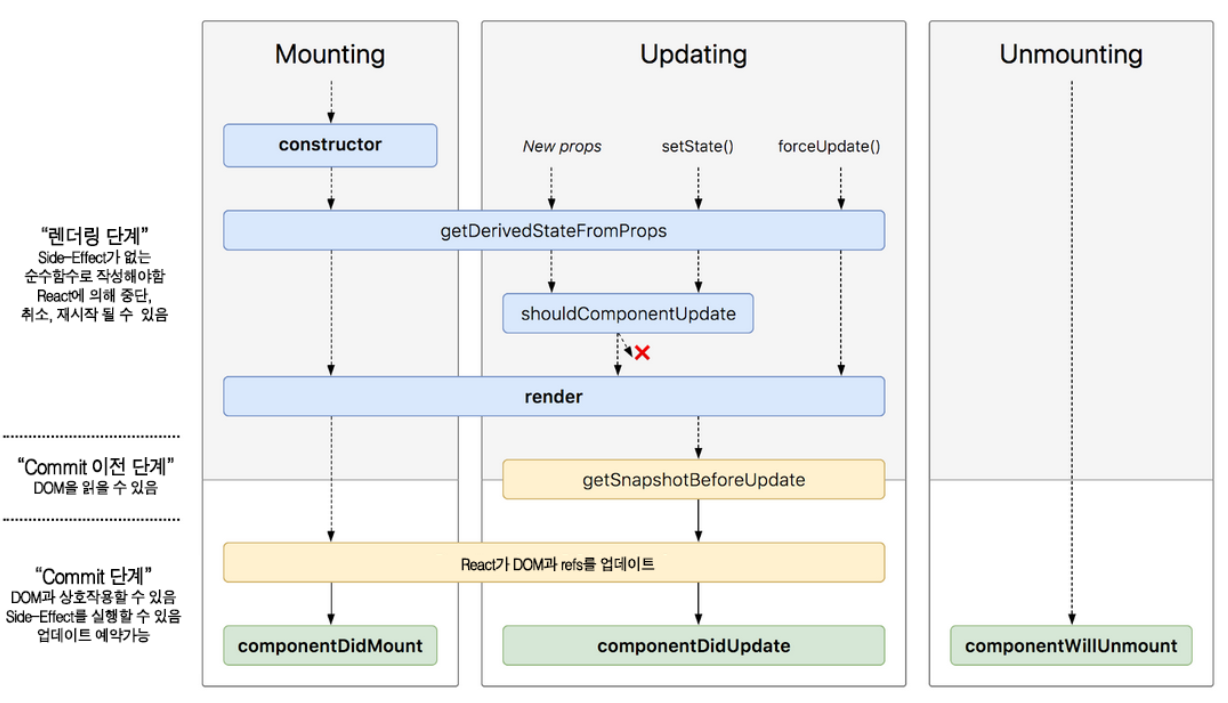 Mounting
Updating
Unmounting
constructor
New props
setState()
forceUpdate()
getDerivedStateFromProps
"렌더링 단계"
Side-Effect가 없는
순수함수로 작성해야함
React에 의해 중단,
취소, 재시작 될 수 있음
shouldComponentUpdate
render
"Commit 이전 단계"
DOM을 읽을 수 있음
getSnapshotBeforeUpdate
React가 DOM과 refs를 업데이트
"Commit 단계"
DOM과 상호작용할 수 있음
Side-Effect를 실행할 수 있음
업데이트 예약가능
componentDidMount
componentDidUpdate
componentWillUnmount